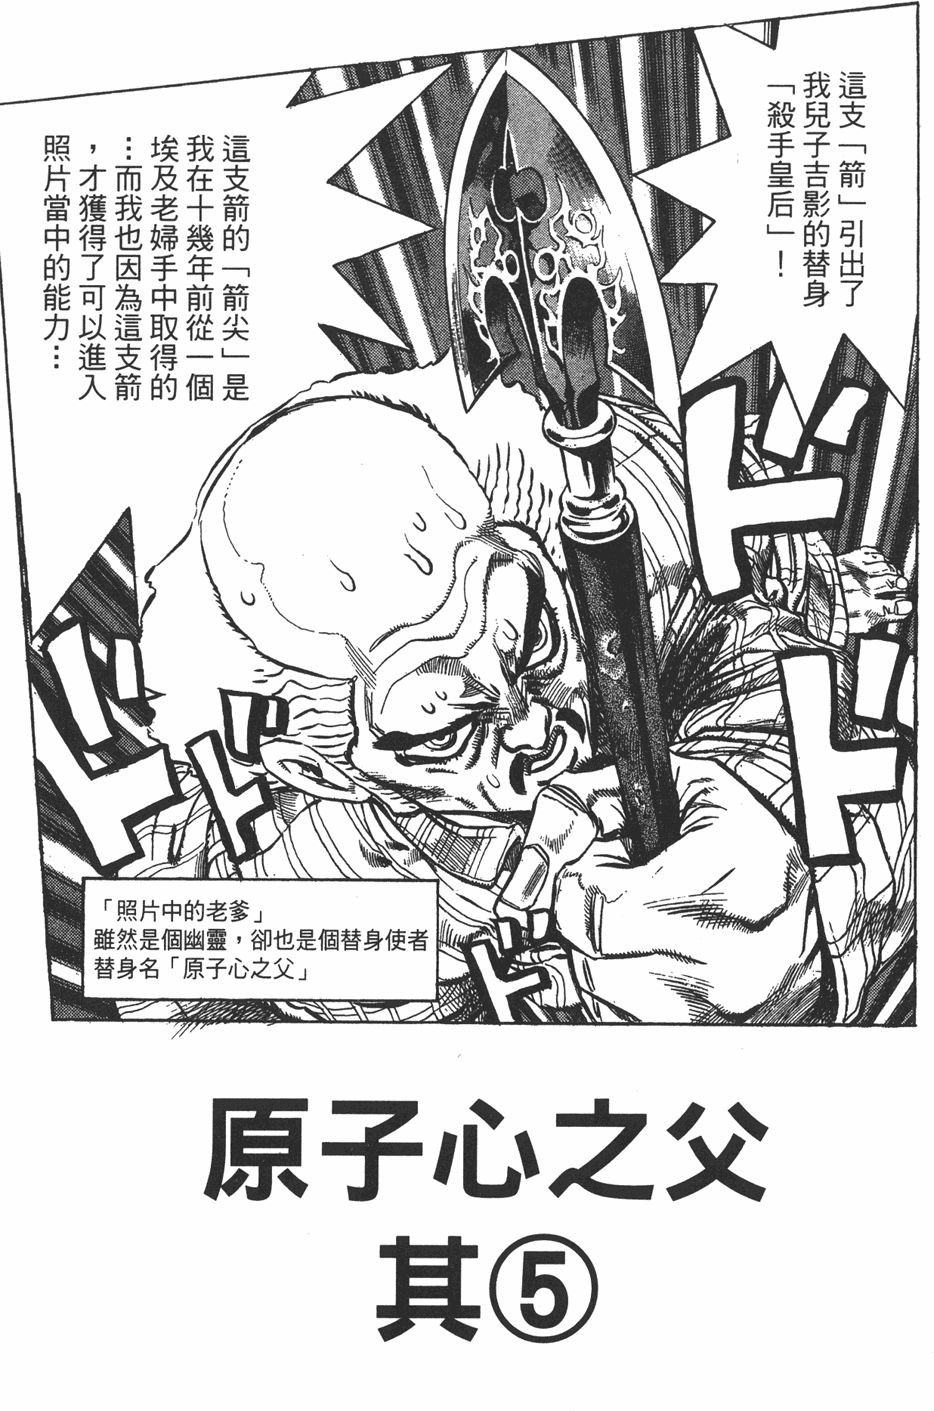 這支「箭」引出了
我兒子吉影的替身
「殺手皇后」！
這支箭的「箭尖」是
我在十幾年前從一個
埃及老婦手中取得的
…而我也因為這支箭
，才獲得了可以進入
照片當中的能力…
ド
ド
ド
ド
ド
「照片中的老爹」
雖然是個幽靈，卻也是個替身使者
替身名「原子心之父」
原子心之父
其⑤